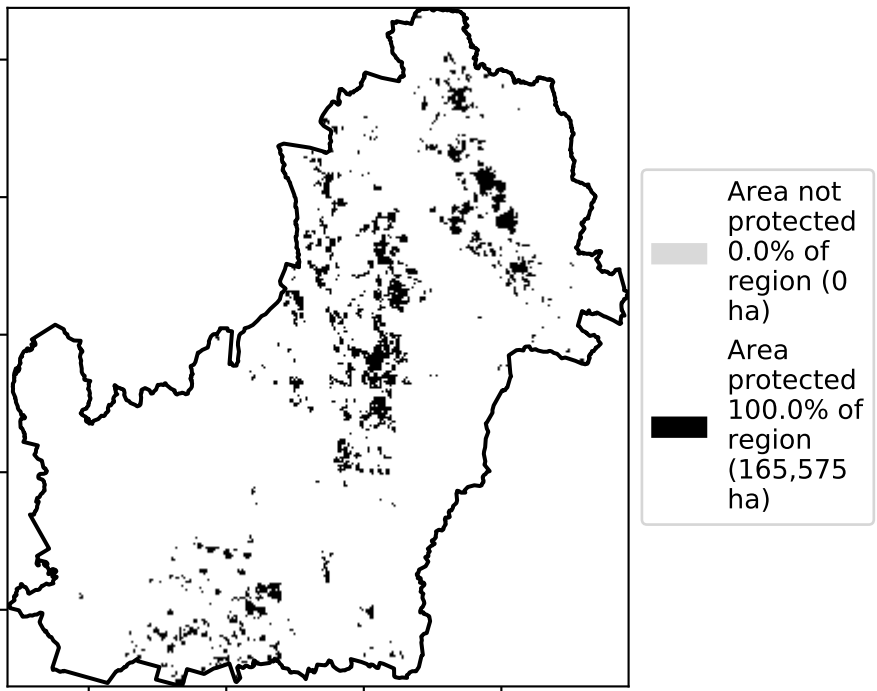 Area not
protected
0.0% of
region (0
ha)
Area
protected
100.0% of
region
(165,575
ha)